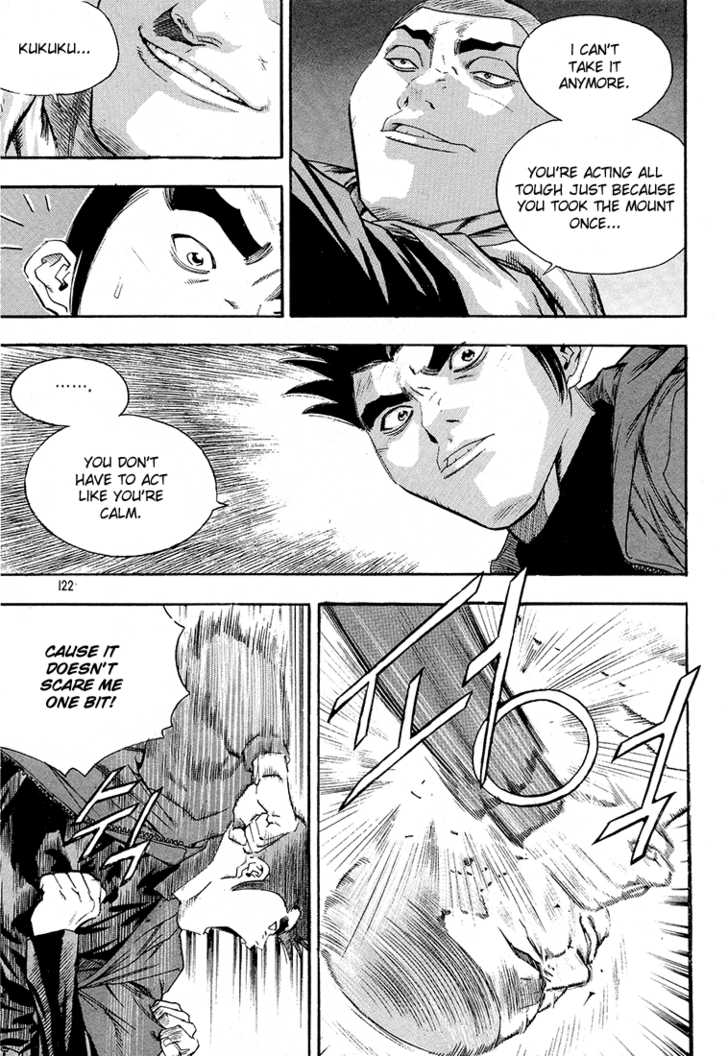 KUKUKU...
I CAN'T
TAKE IT
ANYMORE.
YOU'RE ACTING ALL
TOUGH JUST BECAUSE
YOU TOOK THE MOUNT
ONCE...
.......
YOU DON'T
HAVE TO ACT
LIKE YOU'RE
CALM.
122
CAUSE IT
DOESN'T
SCARE ME
ONE BIT!